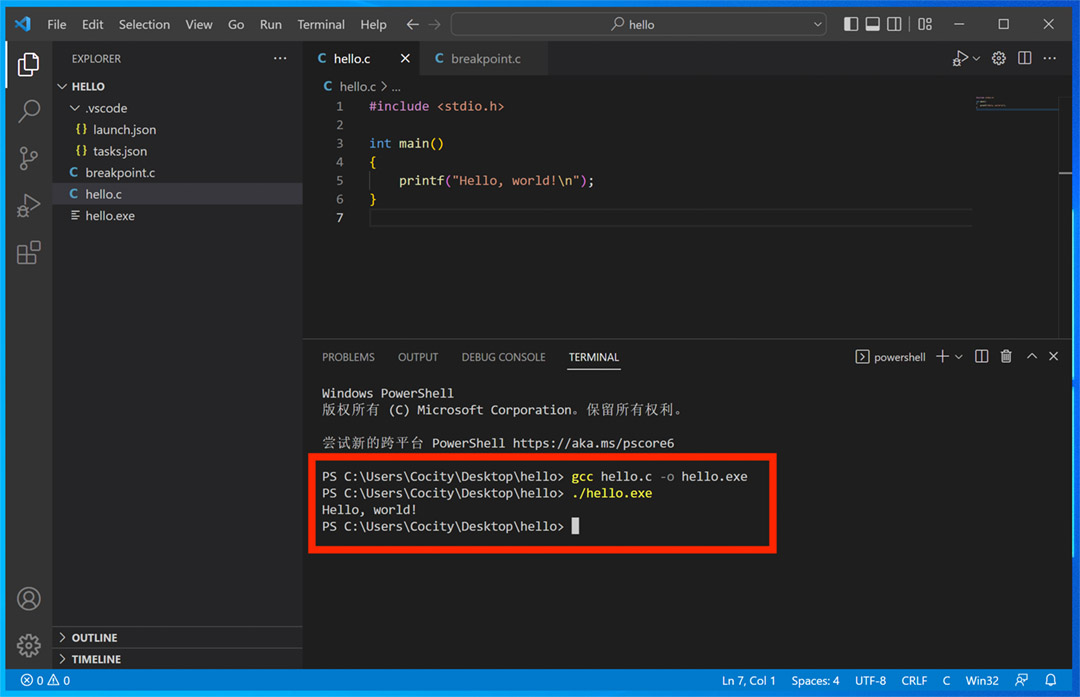 File Edit Selection View Go Run Terminal Help
hello
EXPLORER
HELLO
.vscode
{} launch.json
{} tasks.json
C breakpoint.c
C hello.c
hello.exe
OUTLINE
TIMELINE
C hello.c
C breakpoint.c
C hello.c > ...
1 #include <stdio.h>
2
3 int main()
4 {
5 printf("Hello, world!\n");
6 }
7
PROBLEMS OUTPUT DEBUG CONSOLE TERMINAL
powershell
Windows PowerShell
版权所有 (C) Microsoft Corporation。保留所有权利。
尝试新的跨平台 PowerShell https://aka.ms/pscore6
PS C:\Users\Cocity\Desktop\hello> gcc hello.c -o hello.exe
PS C:\Users\Cocity\Desktop\hello> ./hello.exe
Hello, world!
PS C:\Users\Cocity\Desktop\hello>
0 0
Ln 7, Col 1 Spaces: 4 UTF-8 CRLF C Win32